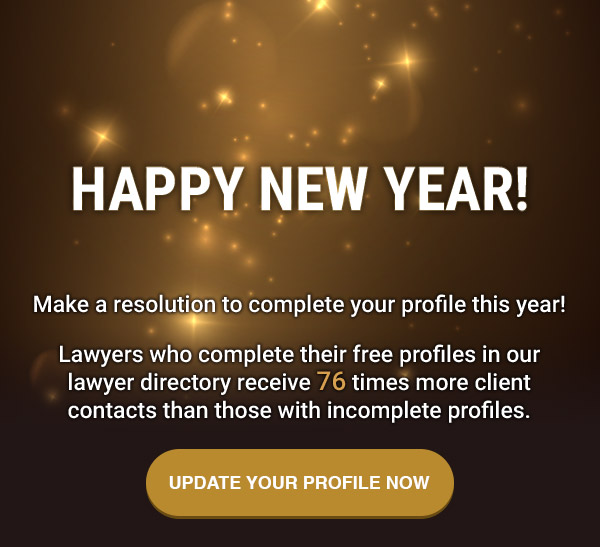 HAPPY NEW YEAR!
Make a resolution to complete your profile this year!
Lawyers who complete their free profiles in our
lawyer directory receive 76 times more client
contacts than those with incomplete profiles.
UPDATE YOUR PROFILE NOW